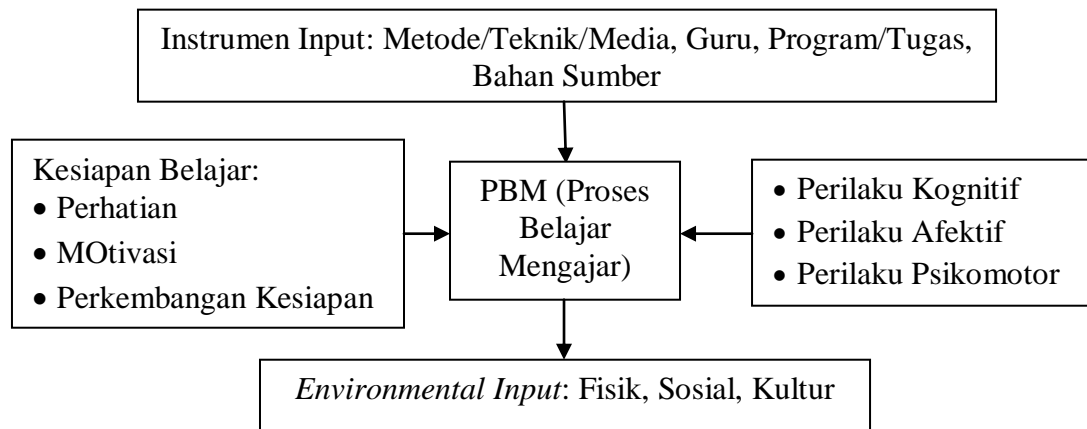 Instrumen Input: Metode/Teknik/Media, Guru, Program/Tugas,
Bahan Sumber
Kesiapan Belajar:
• Perhatian
• MOtivasi
• Perkembangan Kesiapan
PBM (Proses
Belajar
Mengajar)
• Perilaku Kognitif
• Perilaku Afektif
• Perilaku Psikomotor
Environmental Input: Fisik, Sosial, Kultur